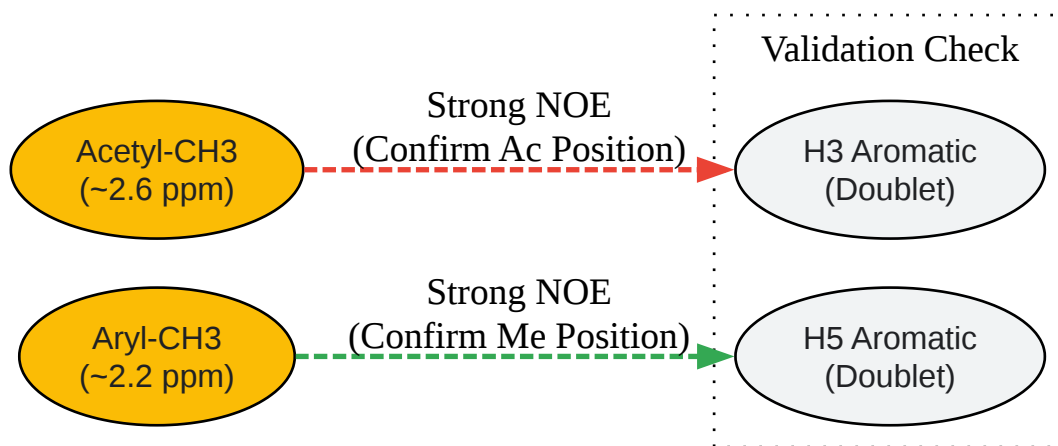 Validation Check
Strong NOE
(Confirm Ac Position)
Acetyl-CH3
(~2.6 ppm)
H3 Aromatic
(Doublet)
Strong NOE
(Confirm Me Position)
Aryl-CH3
(~2.2 ppm)
H5 Aromatic
(Doublet)